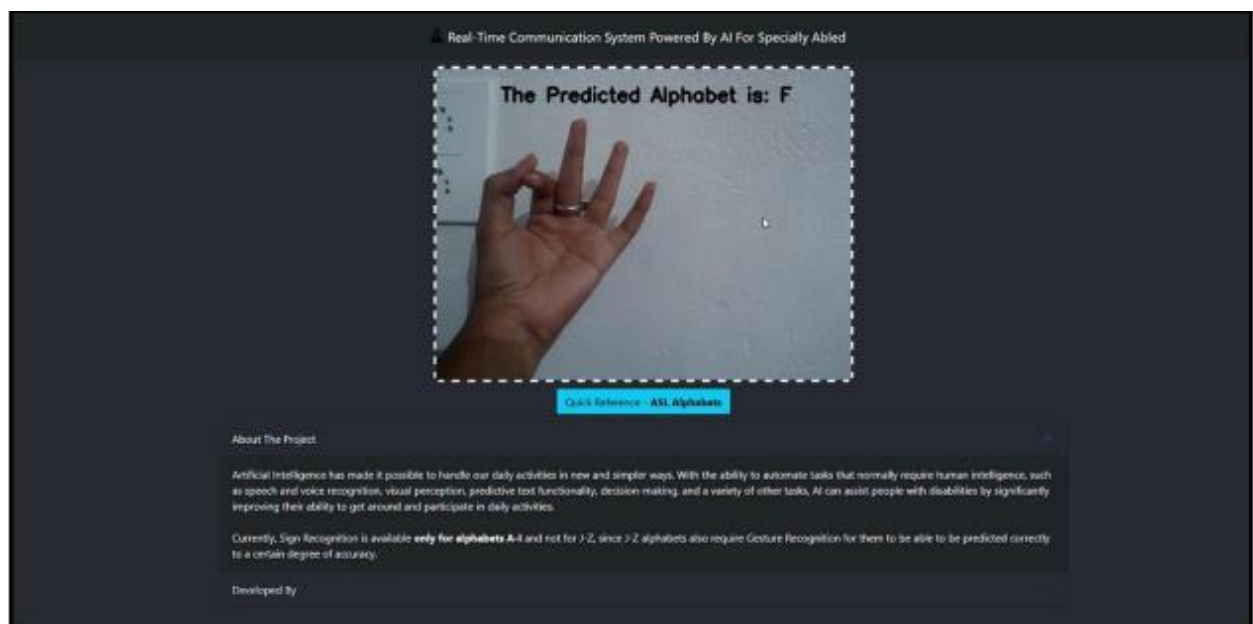 Real-Time Communication System Powered By AI For Specially Abled
The Predicted Alphabet is: F
Quick Reference - ASL Alphabets
About The Project
Artificial Intelligence has made it possible to handle our daily activities in new and simpler ways. With the ability to automate tasks that normally require human intelligence, such
as speech and voice recognition, visual perception, predictive text functionality, decision making, and a variety of other tasks, AI can assist people with disabilities by significantly
improving their ability to get around and participate in daily activities.
Currently, Sign Recognition is available only for alphabets A-I and not for J-Z, since J-Z alphabets also require Gesture Recognition for them to be able to be predicted correctly
to a certain degree of accuracy.
Developed By